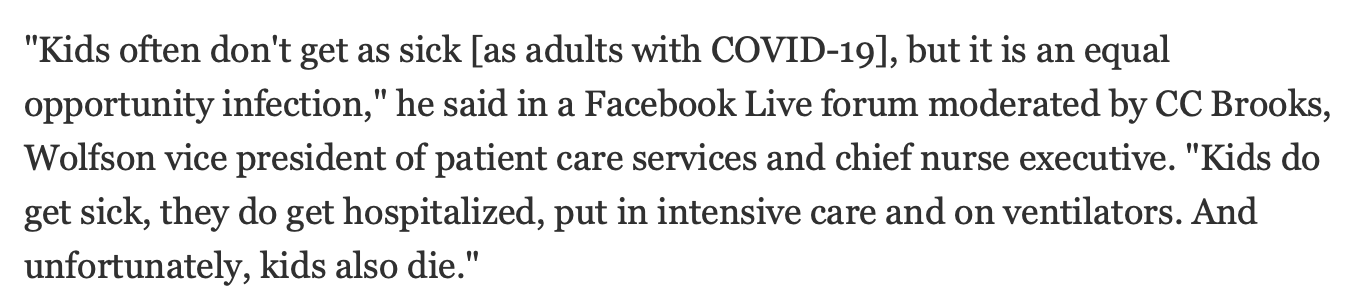 "Kids often don't get as sick [as adults with COVID-19], but it is an equal
opportunity infection," he said in a Facebook Live forum moderated by CC Brooks,
Wolfson vice president of patient care services and chief nurse executive. "Kids do
get sick, they do get hospitalized, put in intensive care and on ventilators. And
unfortunately, kids also die."